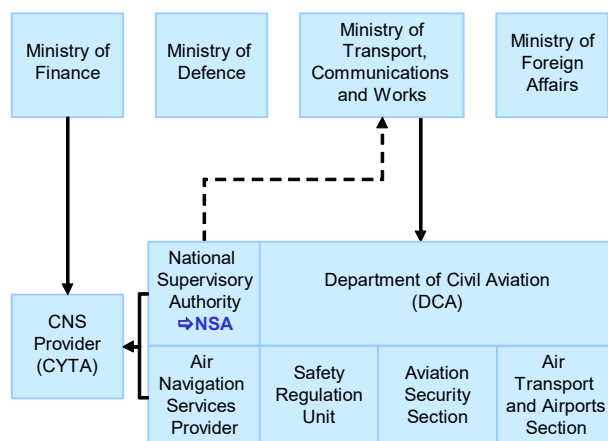 Ministry of
Finance
Ministry of
Defence
Ministry of
Transport,
Communications
and Works
Ministry of
Foreign
Affairs
National
Supervisory
Authority
⇨NSA
Department of Civil Aviation
(DCA)
CNS
Provider
(CYTA)
Air
Navigation
Services
Provider
Safety
Regulation
Unit
Aviation
Security
Section
Air
Transport
and Airports
Section